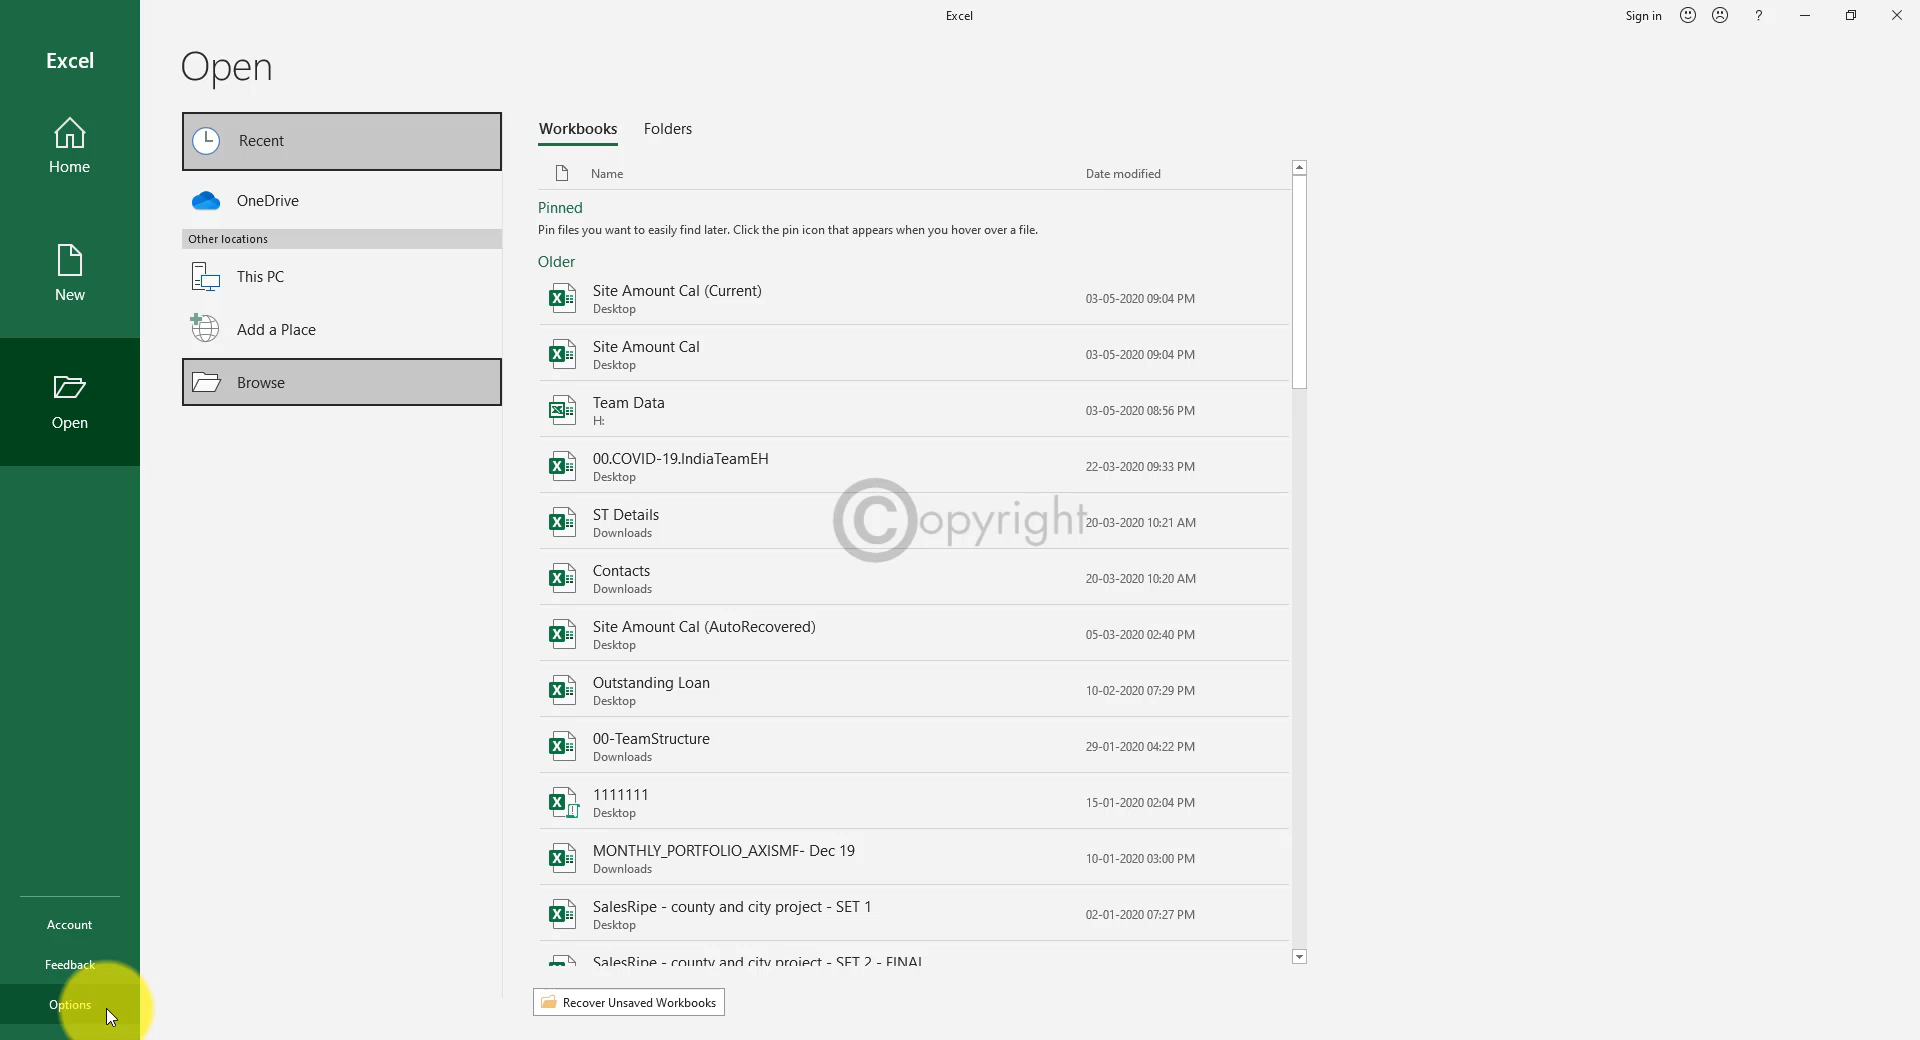 Excel
Sign in
?
Excel
Home
New
Open
Account
Feedback
Options
Open
Recent
OneDrive
Other locations
This PC
Add a Place
Browse
Workbooks Folders
Name Date modified
Pinned
Pin files you want to easily find later. Click the pin icon that appears when you hover over a file.
Older
Site Amount Cal (Current)
Desktop
03-05-2020 09:04 PM
Site Amount Cal
Desktop
03-05-2020 09:04 PM
Team Data
H:
03-05-2020 08:56 PM
00.COVID-19.IndiaTeamEH
Desktop
22-03-2020 09:33 PM
ST Details
Downloads
20-03-2020 10:21 AM
©opyright
Contacts
Downloads
20-03-2020 10:20 AM
Site Amount Cal (AutoRecovered)
Desktop
05-03-2020 02:40 PM
Outstanding Loan
Desktop
10-02-2020 07:29 PM
00-TeamStructure
Downloads
29-01-2020 04:22 PM
1111111
Desktop
15-01-2020 02:04 PM
MONTHLY_PORTFOLIO_AXISMF- Dec 19
Downloads
10-01-2020 03:00 PM
SalesRipe - county and city project - SET 1
Desktop
02-01-2020 07:27 PM
SalesRipe - county and city project - SET 2 - FINAL
Recover Unsaved Workbooks